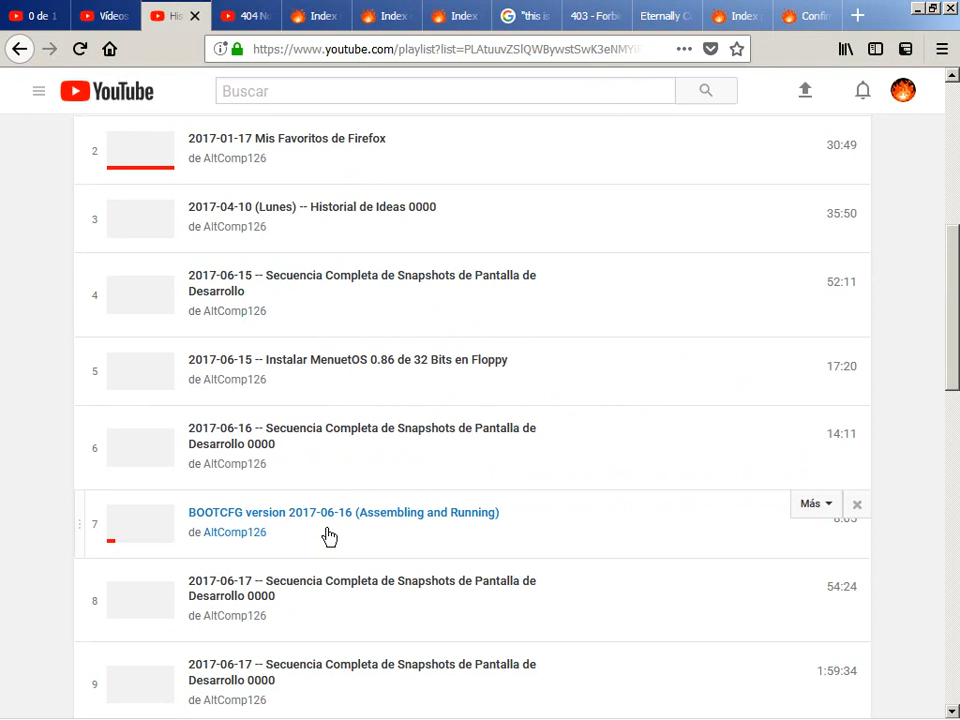 0 de 1
Vídeos
His
404 N
Index
Index
Index
"this is
403 - Forb
Eternally C
Index
Confir
https://www.youtube.com/playlist?list=PLAtuuvZSlQWBywstSwK3eNMYiF
YouTube
Buscar
2
2017-01-17 Mis Favoritos de Firefox
de AltComp126
30:49
3
2017-04-10 (Lunes) -- Historial de Ideas 0000
de AltComp126
35:50
4
2017-06-15 -- Secuencia Completa de Snapshots de Pantalla de
Desarrollo
de AltComp126
52:11
5
2017-06-15 -- Instalar MenuetOS 0.86 de 32 Bits en Floppy
de AltComp126
17:20
6
2017-06-16 -- Secuencia Completa de Snapshots de Pantalla de
Desarrollo 0000
de AltComp126
14:11
7
BOOTCFG version 2017-06-16 (Assembling and Running)
de AltComp126
Más
8
2017-06-17 -- Secuencia Completa de Snapshots de Pantalla de
Desarrollo 0000
de AltComp126
54:24
9
2017-06-17 -- Secuencia Completa de Snapshots de Pantalla de
Desarrollo 0000
de AltComp126
1:59:34